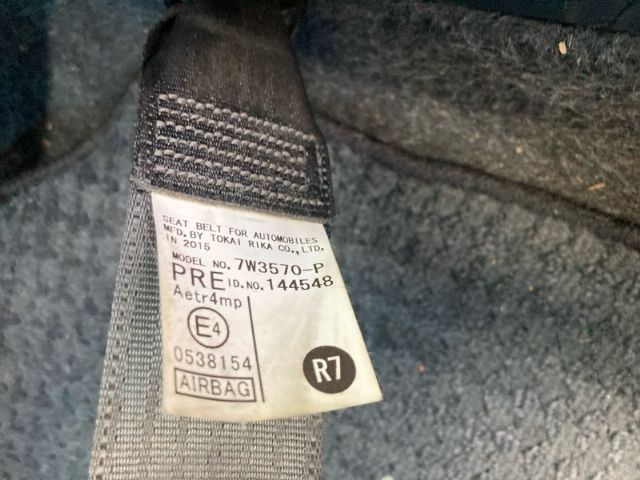 SEAT BELT FOR AUTOMOBILES
MFD.BY TOKAI RIKA CO.,LTD.
IN 2015
MODEL NO. 7W3570-P
PRE ID.NO. 144548
Aetr4mp
E4
0538154
AIRBAG
R7